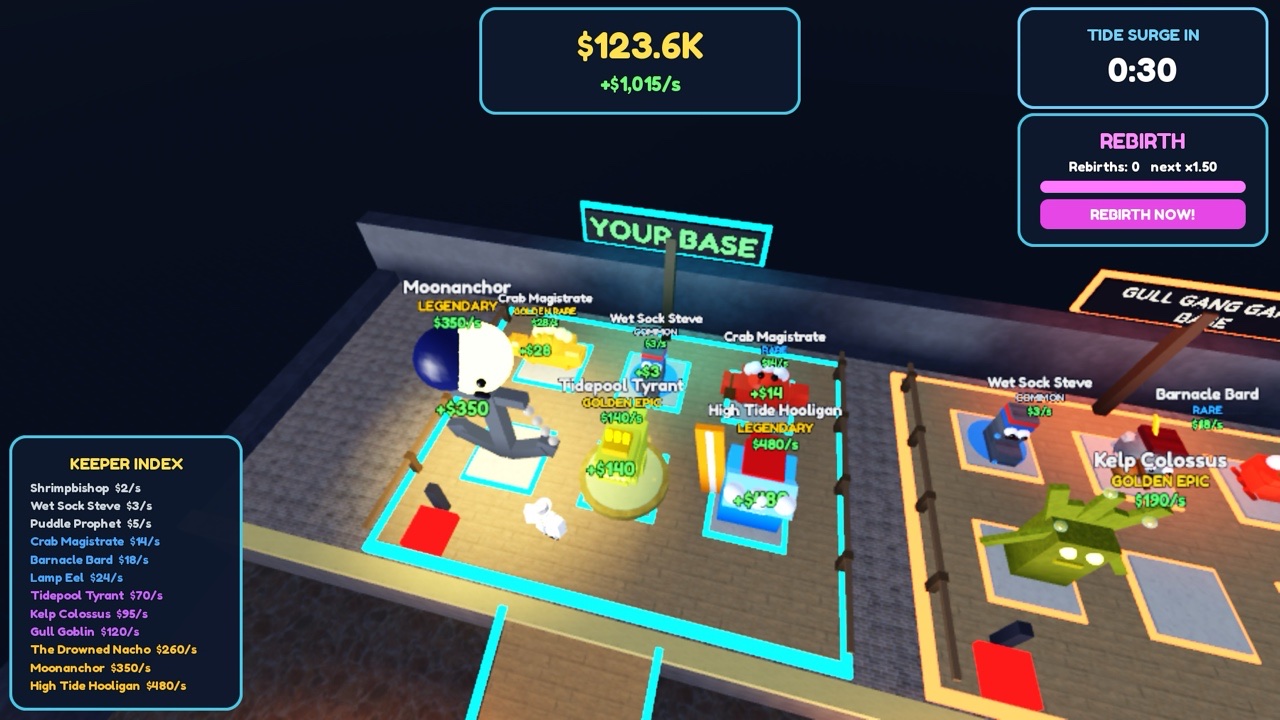 $123.6K
+$1,015/s
TIDE SURGE IN
0:30
REBIRTH
Rebirths: 0 next x1.50
REBIRTH NOW!
YOUR BASE
GULL GANG
BASE
Moonanchor
LEGENDARY
$350/s
+$350
Crab Magistrate
GOLDEN RARE
$28/s
+$28
Wet Sock Steve
COMMON
$3/s
+$3
Crab Magistrate
RARE
$14/s
+$14
Tidepool Tyrant
GOLDEN EPIC
$140/s
+$140
High Tide Hooligan
LEGENDARY
$480/s
+$480
Wet Sock Steve
COMMON
$3/s
Barnacle Bard
RARE
$18/s
Kelp Colossus
GOLDEN EPIC
$190/s
KEEPER INDEX
Shrimpbishop $2/s
Wet Sock Steve $3/s
Puddle Prophet $5/s
Crab Magistrate $14/s
Barnacle Bard $18/s
Lamp Eel $24/s
Tidepool Tyrant $70/s
Kelp Colossus $95/s
Gull Goblin $120/s
The Drowned Nacho $260/s
Moonanchor $350/s
High Tide Hooligan $480/s